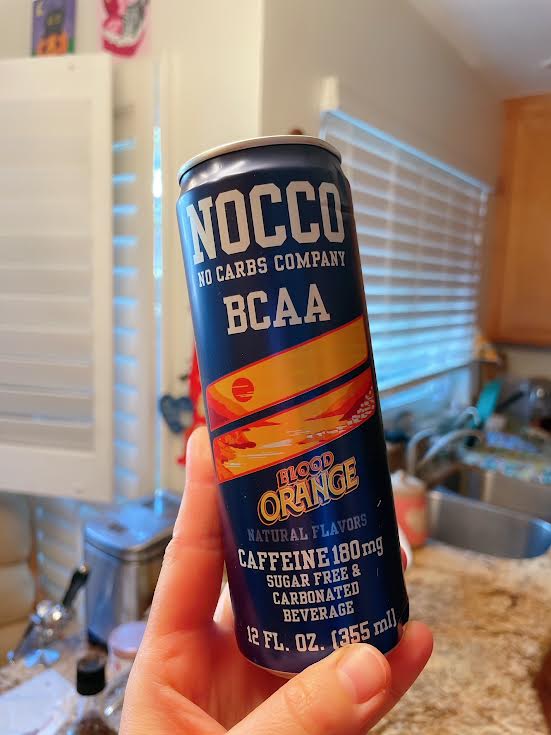 NOCCO
NO CARBS COMPANY
BCAA
BLOOD
ORANGE
NATURAL FLAVORS
CAFFEINE 180mg
SUGAR FREE &
CARBONATED
BEVERAGE
12 FL. OZ. (355 ml)